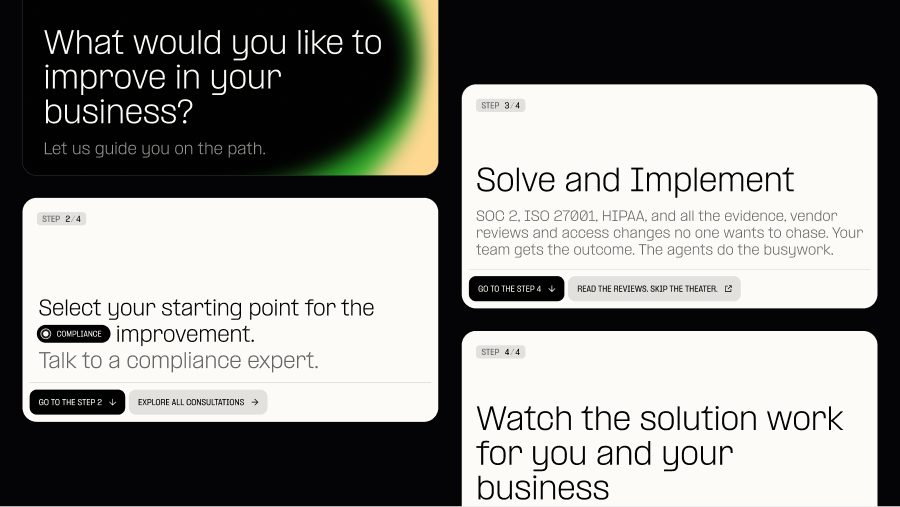 What would you like to
improve in your
business?
Let us guide you on the path.
STEP 2/4
Select your starting point for the
COMPLIANCE improvement.
Talk to a compliance expert.
GO TO THE STEP 2
EXPLORE ALL CONSULTATIONS
STEP 3/4
Solve and Implement
SOC 2, ISO 27001, HIPAA, and all the evidence, vendor
reviews and access changes no one wants to chase. Your
team gets the outcome. The agents do the busywork.
GO TO THE STEP 4
READ THE REVIEWS. SKIP THE THEATER.
STEP 4/4
Watch the solution work
for you and your
business